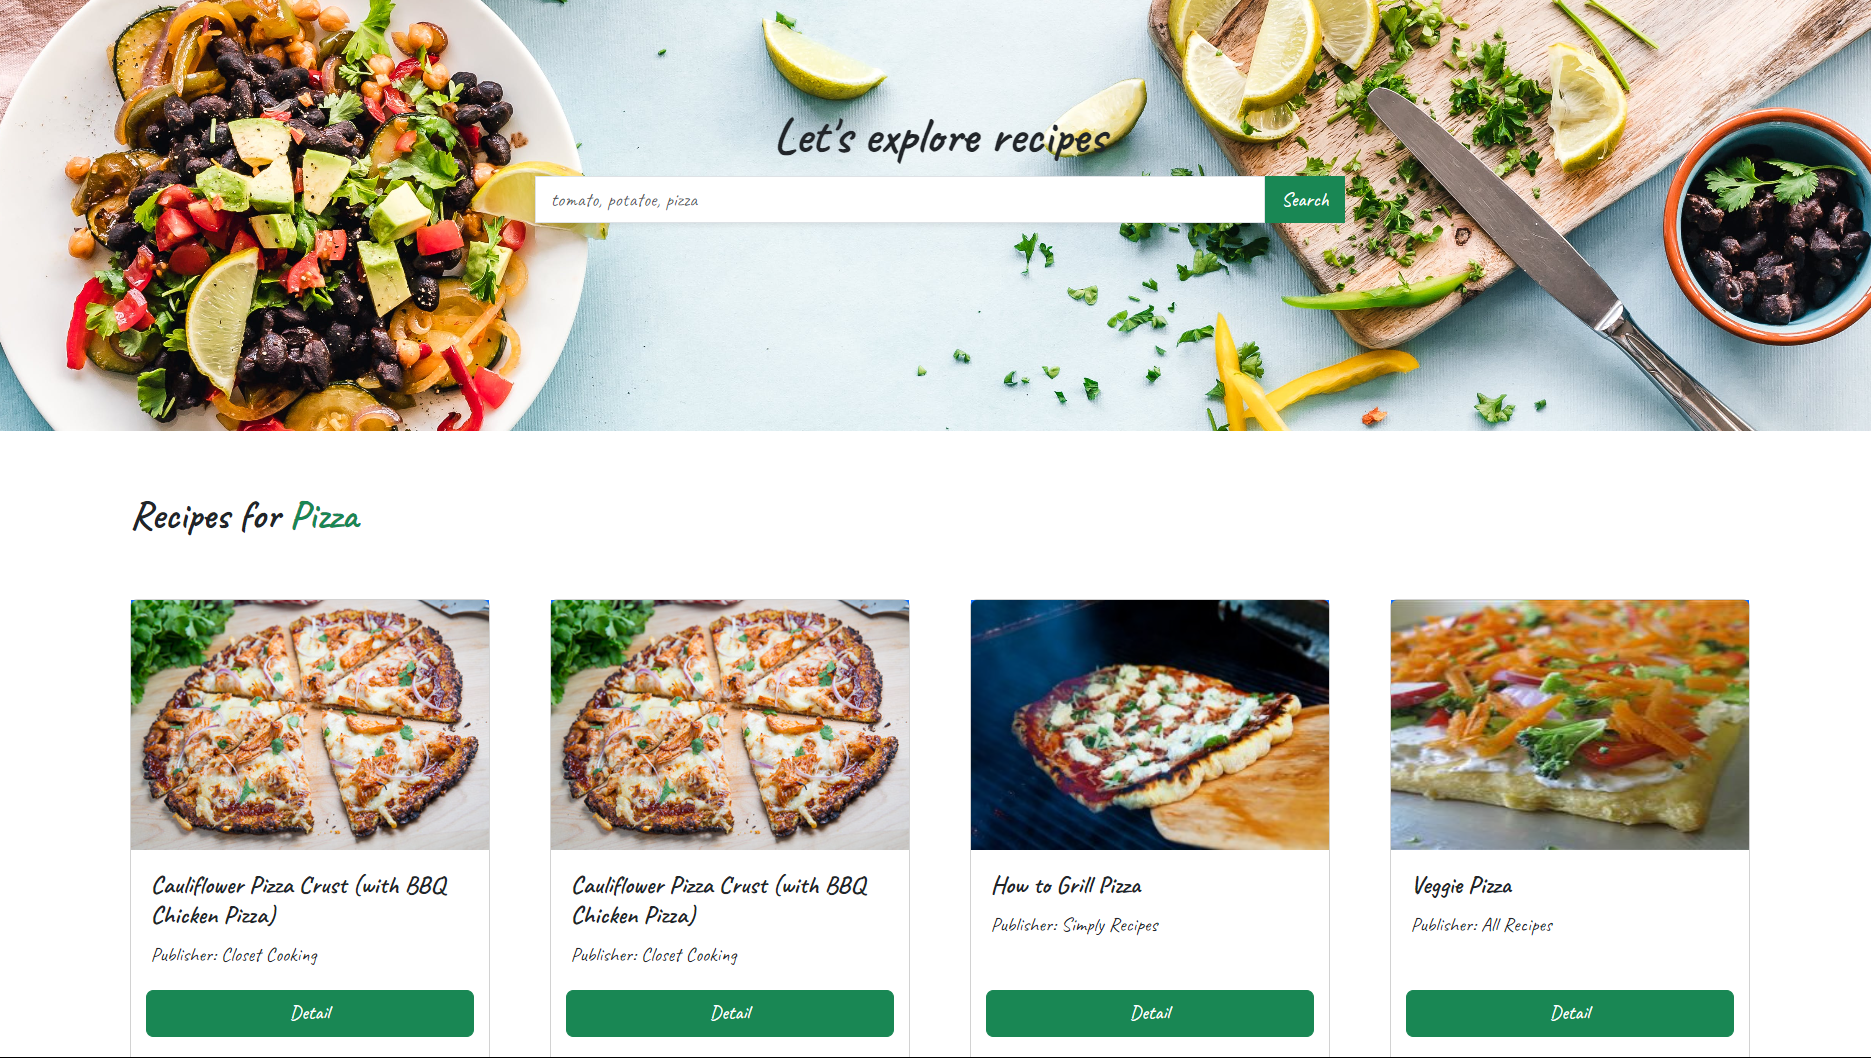 Let's explore recipes
tomato, potatoe, pizza
Search
Recipes for Pizza
Cauliflower Pizza Crust (with BBQ
Chicken Pizza)
Publisher: Closet Cooking
Detail
Cauliflower Pizza Crust (with BBQ
Chicken Pizza)
Publisher: Closet Cooking
Detail
How to Grill Pizza
Publisher: Simply Recipes
Detail
Veggie Pizza
Publisher: All Recipes
Detail